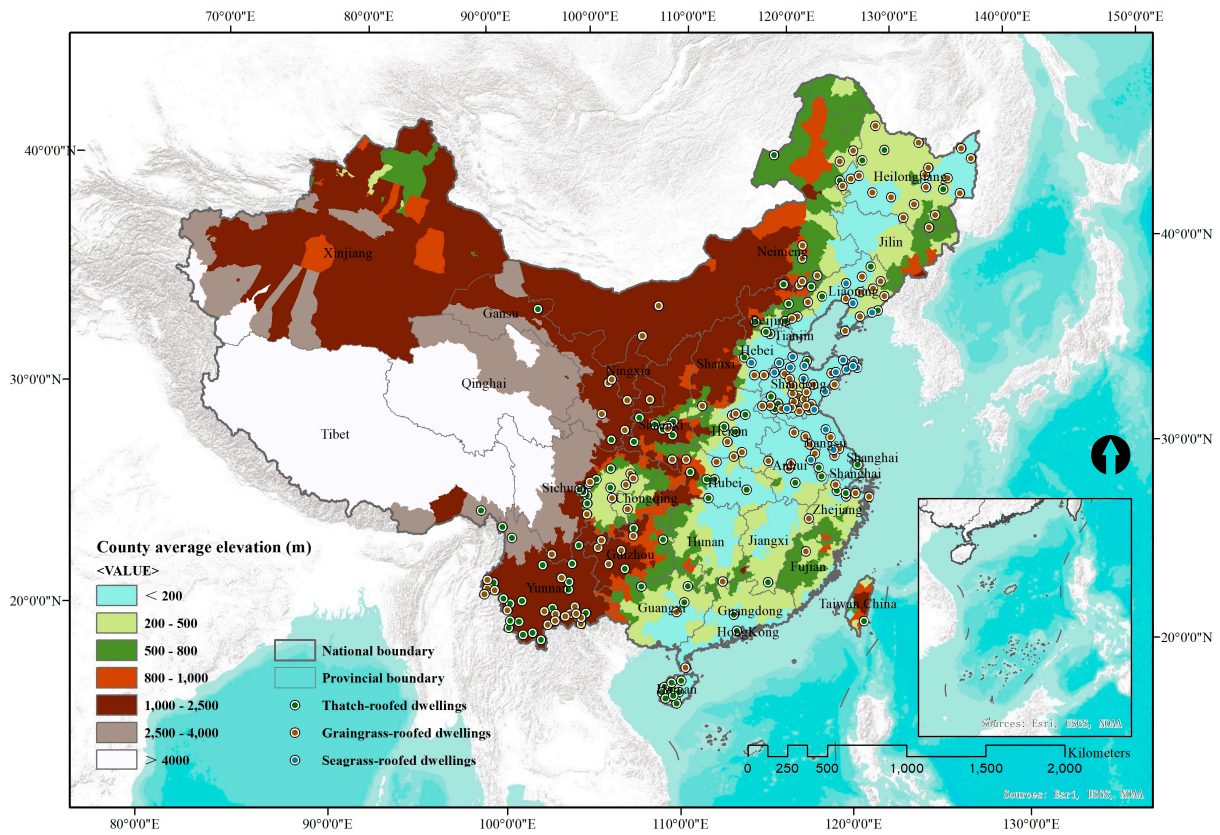 70°0'0"E 80°0'0"E 90°0'0"E 100°0'0"E 110°0'0"E 120°0'0"E 130°0'0"E 140°0'0"E 150°0'0"E
40°0'0"N
Heilongjiang
40°0'0"N
Jilin
Xinjiang
Neimeng
Liaoning
Gansu
Beijing
Tianjin
Hebei
Shanxi
Ningxia
30°0'0"N
Qinghai
Shandong
Shaanxi
Henan
Tibet
Jiangsu
30°0'0"N
Shanghai
Anhui
Shanghai
Sichuan
Hubei
Chongqing
Zhejiang
Hunan
Jiangxi
County average elevation (m)
Guizhou
Fujian
<VALUE>
Yunnan
< 200
20°0'0"N
Taiwan,China
Guangxi
Guangdong
200 - 500
HongKong
20°0'0"N
500 - 800
National boundary
800 - 1,000
Provincial boundary
Hainan
1,000 - 2,500
Thatch-roofed dwellings
2,500 - 4,000
Graingrass-roofed dwellings
> 4000
Seagrass-roofed dwellings
Sources: Esri, USGS, NOAA
Kilometers
0 250 500 1,000 1,500 2,000
Sources: Esri, USGS, NOAA
80°0'0"E 90°0'0"E 100°0'0"E 110°0'0"E 120°0'0"E 130°0'0"E